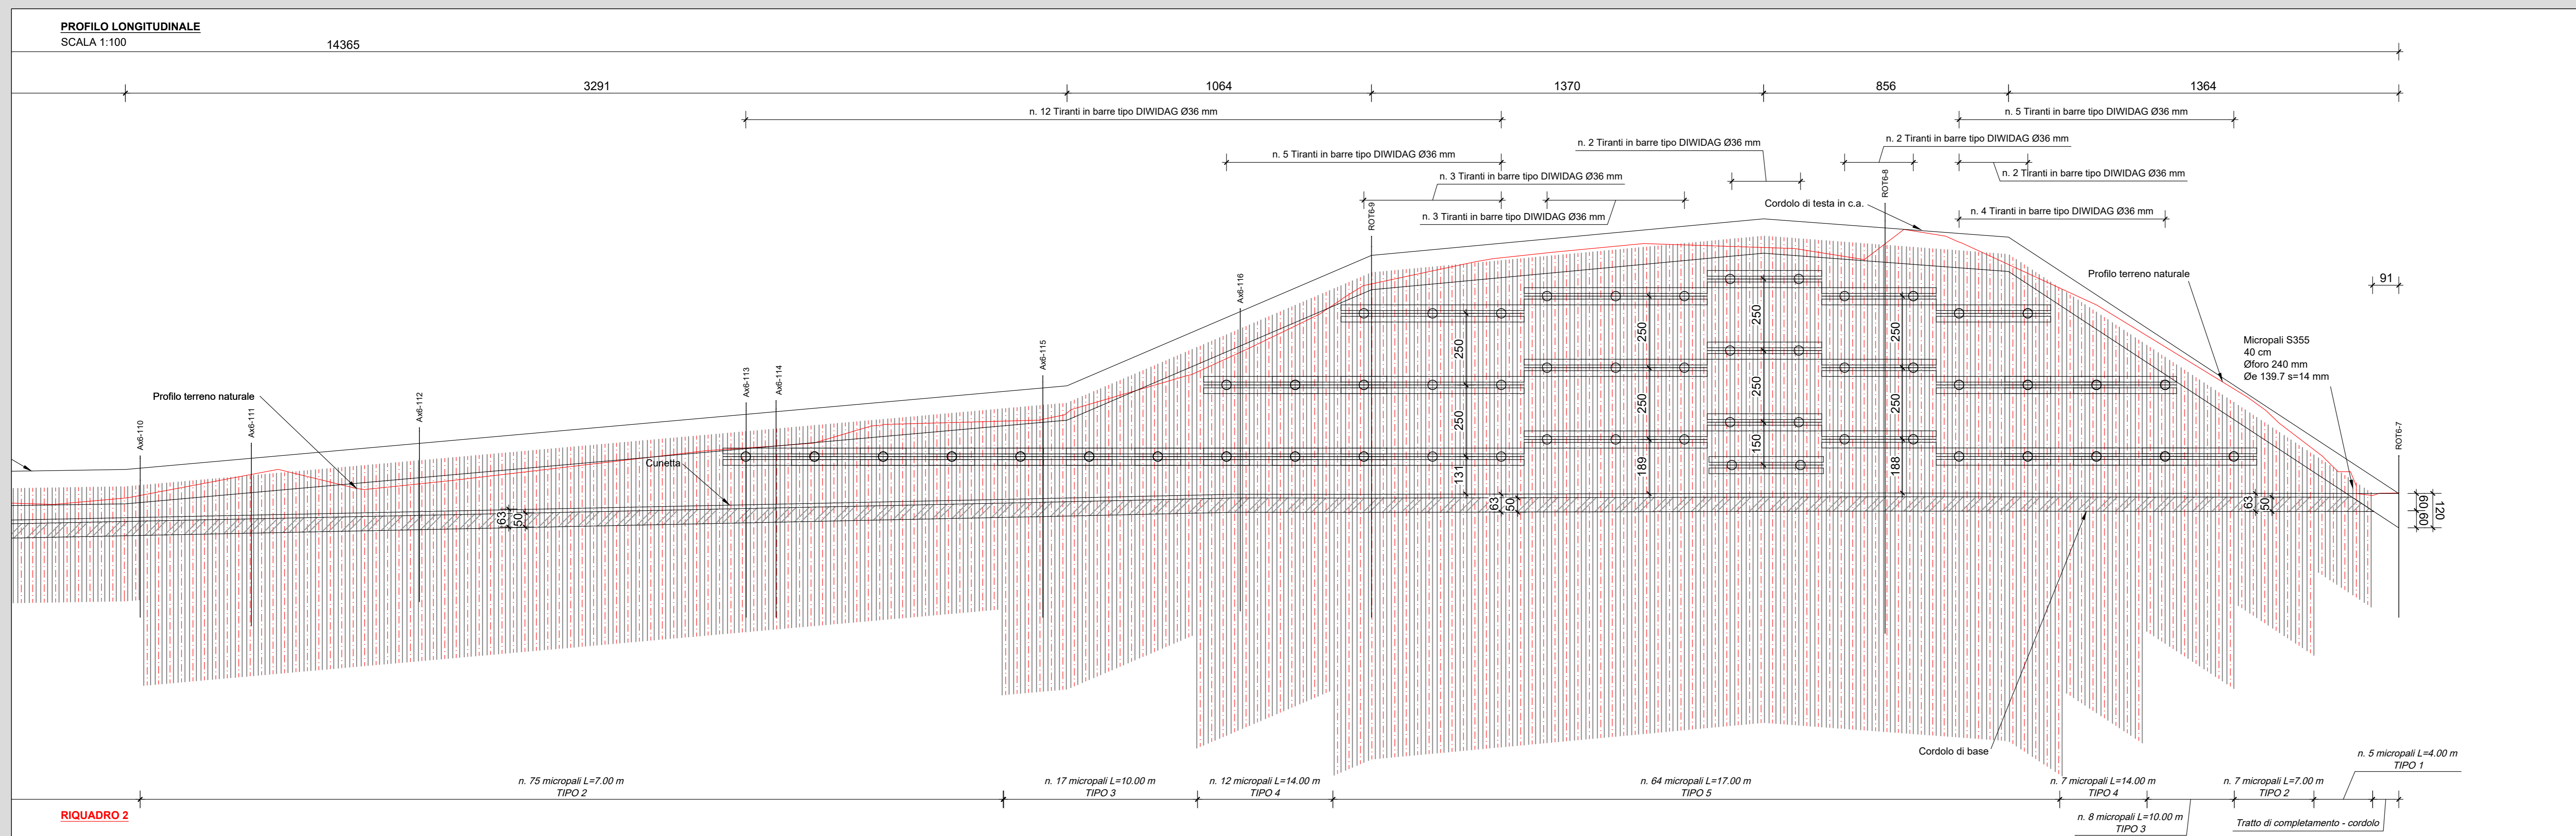 PROFILO LONGITUDINALE
SCALA 1:100
14365
3291
1064
1370
856
1364
n. 12 Tiranti in barre tipo DIWIDAG Ø36 mm
n. 5 Tiranti in barre tipo DIWIDAG Ø36 mm
n. 5 Tiranti in barre tipo DIWIDAG Ø36 mm
n. 2 Tiranti in barre tipo DIWIDAG Ø36 mm
n. 2 Tiranti in barre tipo DIWIDAG Ø36 mm
n. 3 Tiranti in barre tipo DIWIDAG Ø36 mm
n. 2 Tiranti in barre tipo DIWIDAG Ø36 mm
n. 3 Tiranti in barre tipo DIWIDAG Ø36 mm
Cordolo di testa in c.a.
n. 4 Tiranti in barre tipo DIWIDAG Ø36 mm
Profilo terreno naturale
91
Micropali S355
40 cm
Øforo 240 mm
Øe 139.7 s=14 mm
Profilo terreno naturale
Cunetta
Ax6-110
Ax6-111
Ax6-112
Ax6-113
Ax6-114
Ax6-115
Ax6-116
ROT6-9
ROT6-8
ROT6-7
250
250
131
250
250
189
250
250
150
250
250
188
63
50
63
50
63
50
60
60
120
Cordolo di base
n. 75 micropali L=7.00 m
TIPO 2
n. 17 micropali L=10.00 m
TIPO 3
n. 12 micropali L=14.00 m
TIPO 4
n. 64 micropali L=17.00 m
TIPO 5
n. 7 micropali L=14.00 m
TIPO 4
n. 8 micropali L=10.00 m
TIPO 3
n. 7 micropali L=7.00 m
TIPO 2
n. 5 micropali L=4.00 m
TIPO 1
Tratto di completamento - cordolo
RIQUADRO 2